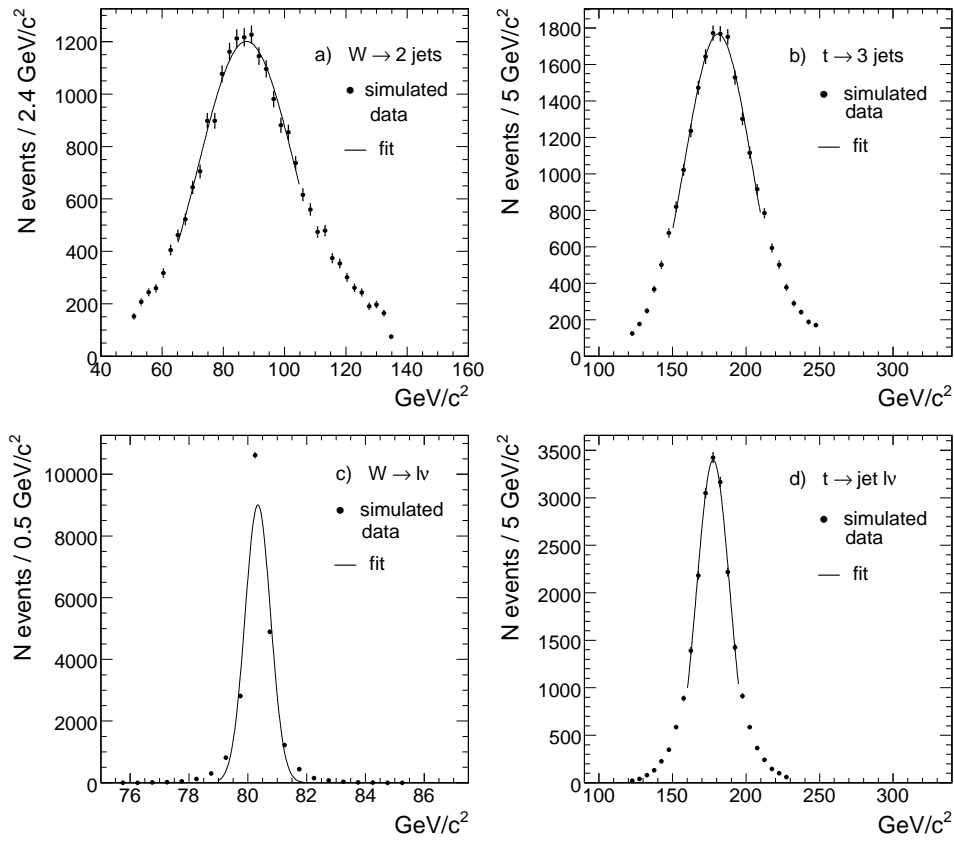 N events / 2.4 GeV/c²
1200
1000
800
600
400
200
0
a) W → 2 jets
simulated
data
fit
40 60 80 100 120 140 160
GeV/c²
N events / 5 GeV/c²
1800
1600
1400
1200
1000
800
600
400
200
0
b) t → 3 jets
simulated
data
fit
100 150 200 250 300
GeV/c²
N events / 0.5 GeV/c²
10000
8000
6000
4000
2000
0
c) W → lν
simulated
data
fit
76 78 80 82 84 86
GeV/c²
N events / 5 GeV/c²
3500
3000
2500
2000
1500
1000
500
0
d) t → jet lν
simulated
data
fit
100 150 200 250 300
GeV/c²